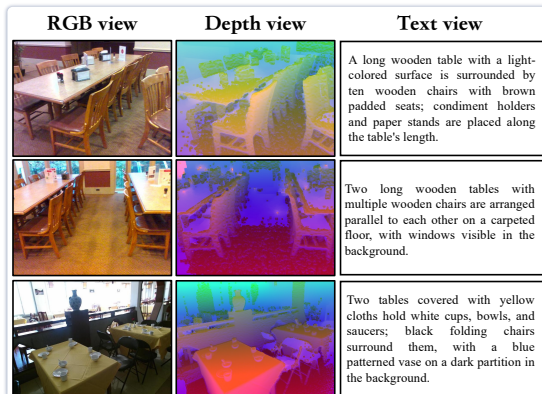 RGB view
Depth view
Text view
A long wooden table with a light-
colored surface is surrounded by
ten wooden chairs with brown
padded seats; condiment holders
and paper stands are placed along
the table's length.
Two long wooden tables with
multiple wooden chairs are arranged
parallel to each other on a carpeted
floor, with windows visible in the
background.
Two tables covered with yellow
cloths hold white cups, bowls, and
saucers; black folding chairs
surround them, with a blue
patterned vase on a dark partition in
the background.